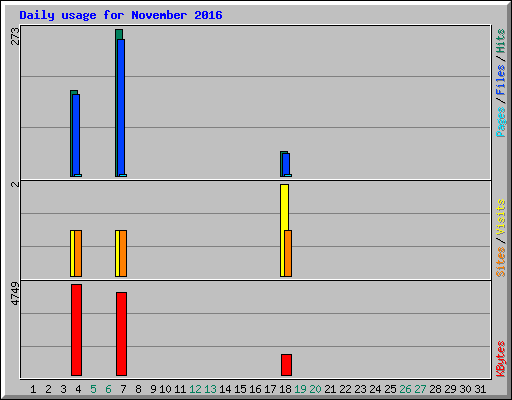 Daily usage for November 2016
273
2
4749
Pages / Files / Hits
Sites / Visits
KBytes
1 2 3 4 5 6 7 8 9 10 11 12 13 14 15 16 17 18 19 20 21 22 23 24 25 26 27 28 29 30 31